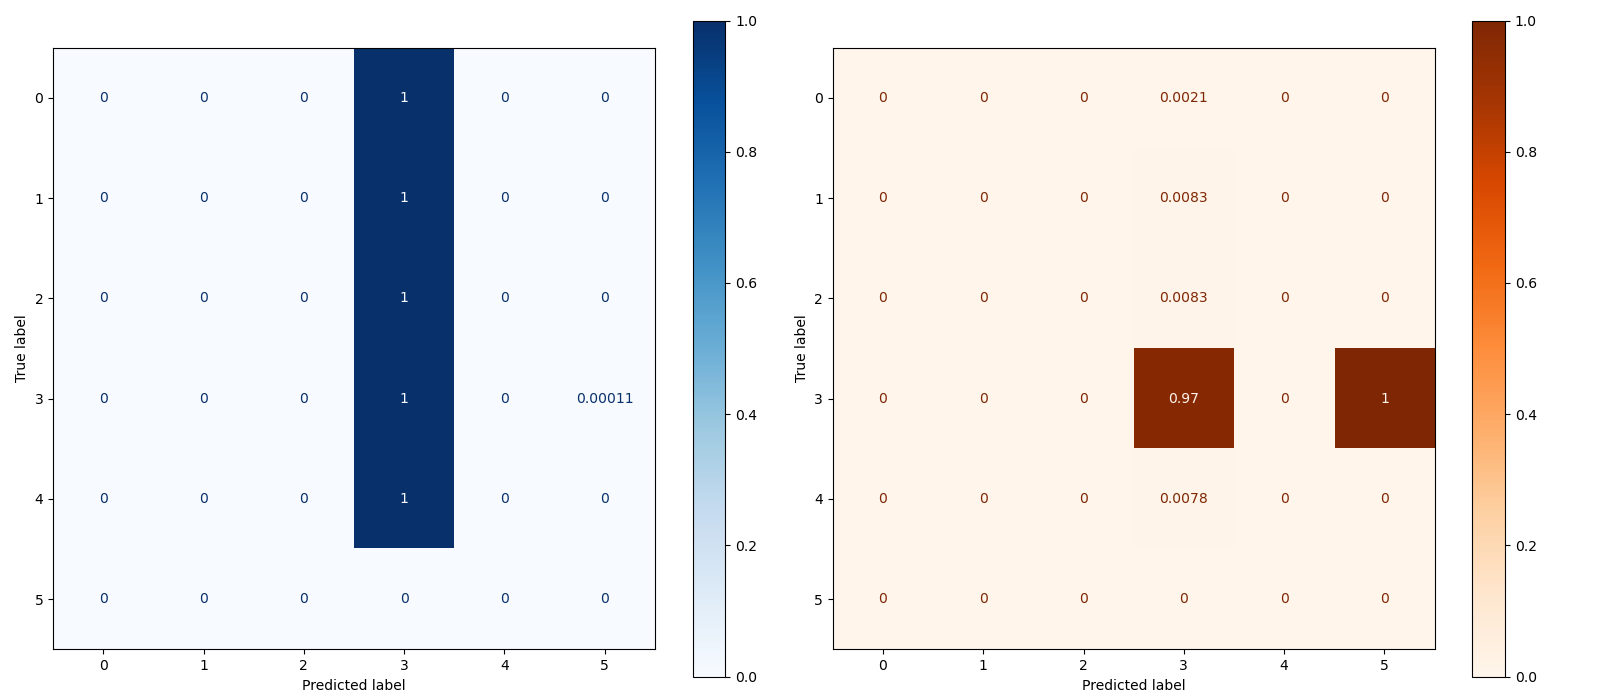 0 0 0 0 1 0 0
1 0 0 0 1 0 0
2 0 0 0 1 0 0
3 0 0 0 1 0 0.00011
4 0 0 0 1 0 0
5 0 0 0 0 0 0
0 1 2 3 4 5
Predicted label
True label
1.0
0.8
0.6
0.4
0.2
0.0
0 0 0 0 0.0021 0 0
1 0 0 0 0.0083 0 0
2 0 0 0 0.0083 0 0
3 0 0 0 0.97 0 1
4 0 0 0 0.0078 0 0
5 0 0 0 0 0 0
0 1 2 3 4 5
Predicted label
True label
1.0
0.8
0.6
0.4
0.2
0.0